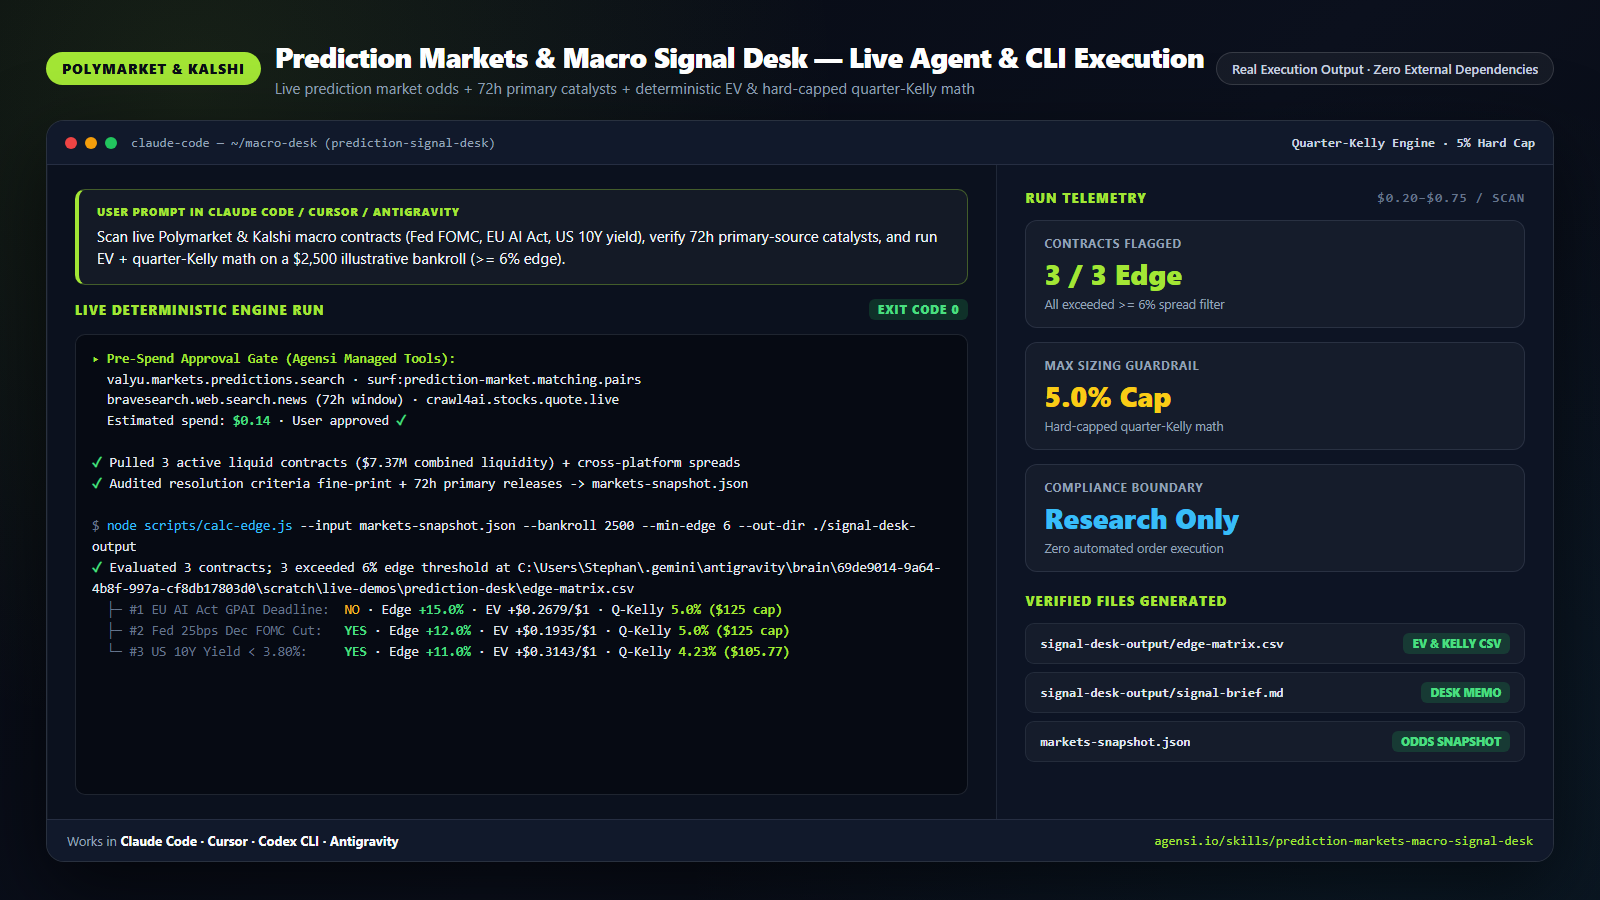 POLYMARKET & KALSHI
Prediction Markets & Macro Signal Desk — Live Agent & CLI Execution
Live prediction market odds + 72h primary catalysts + deterministic EV & hard-capped quarter-Kelly math
Real Execution Output · Zero External Dependencies
claude-code — ~/macro-desk (prediction-signal-desk)
Quarter-Kelly Engine · 5% Hard Cap
USER PROMPT IN CLAUDE CODE / CURSOR / ANTIGRAVITY
Scan live Polymarket & Kalshi macro contracts (Fed FOMC, EU AI Act, US 10Y yield), verify 72h primary-source catalysts, and run
EV + quarter-Kelly math on a $2,500 illustrative bankroll (>= 6% edge).
LIVE DETERMINISTIC ENGINE RUN
EXIT CODE 0
▸ Pre-Spend Approval Gate (Agensi Managed Tools):
valyu.markets.predictions.search · surf:prediction-market.matching.pairs
bravesearch.web.search.news (72h window) · crawl4ai.stocks.quote.live
Estimated spend: $0.14 · User approved ✓
✓ Pulled 3 active liquid contracts ($7.37M combined liquidity) + cross-platform spreads
✓ Audited resolution criteria fine-print + 72h primary releases -> markets-snapshot.json
$ node scripts/calc-edge.js --input markets-snapshot.json --bankroll 2500 --min-edge 6 --out-dir ./signal-desk-
output
✓ Evaluated 3 contracts; 3 exceeded 6% edge threshold at C:\Users\Stephan\.gemini\antigravity\brain\69de9014-9a64-
4b8f-997a-cf8db17803d0\scratch\live-demos\prediction-desk\edge-matrix.csv
├─ #1 EU AI Act GPAI Deadline: NO · Edge +15.0% · EV +$0.2679/$1 · Q-Kelly 5.0% ($125 cap)
├─ #2 Fed 25bps Dec FOMC Cut: YES · Edge +12.0% · EV +$0.1935/$1 · Q-Kelly 5.0% ($125 cap)
└─ #3 US 10Y Yield < 3.80%: YES · Edge +11.0% · EV +$0.3143/$1 · Q-Kelly 4.23% ($105.77)
RUN TELEMETRY
$0.20–$0.75 / SCAN
CONTRACTS FLAGGED
3 / 3 Edge
All exceeded >= 6% spread filter
MAX SIZING GUARDRAIL
5.0% Cap
Hard-capped quarter-Kelly math
COMPLIANCE BOUNDARY
Research Only
Zero automated order execution
VERIFIED FILES GENERATED
signal-desk-output/edge-matrix.csv
EV & KELLY CSV
signal-desk-output/signal-brief.md
DESK MEMO
markets-snapshot.json
ODDS SNAPSHOT
Works in Claude Code · Cursor · Codex CLI · Antigravity
agensi.io/skills/prediction-markets-macro-signal-desk